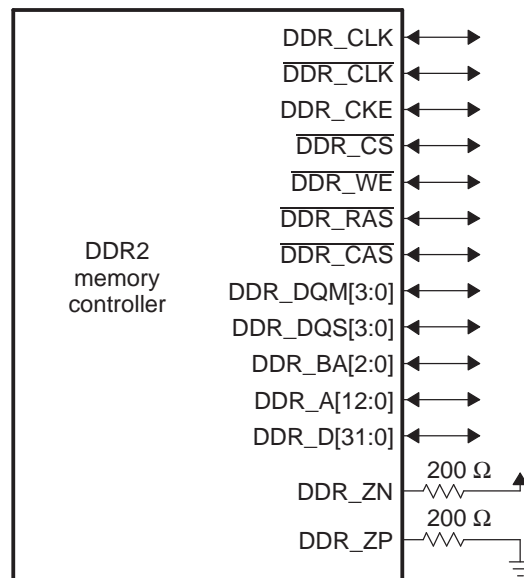 DDR_CLK
DDR_CLK
DDR_CKE
DDR_CS
DDR_WE
DDR_RAS
DDR_CAS
DDR2
memory
controller
DDR_DQM[3:0]
DDR_DQS[3:0]
DDR_BA[2:0]
DDR_A[12:0]
DDR_D[31:0]
200 Ω
DDR_ZN
200 Ω
DDR_ZP